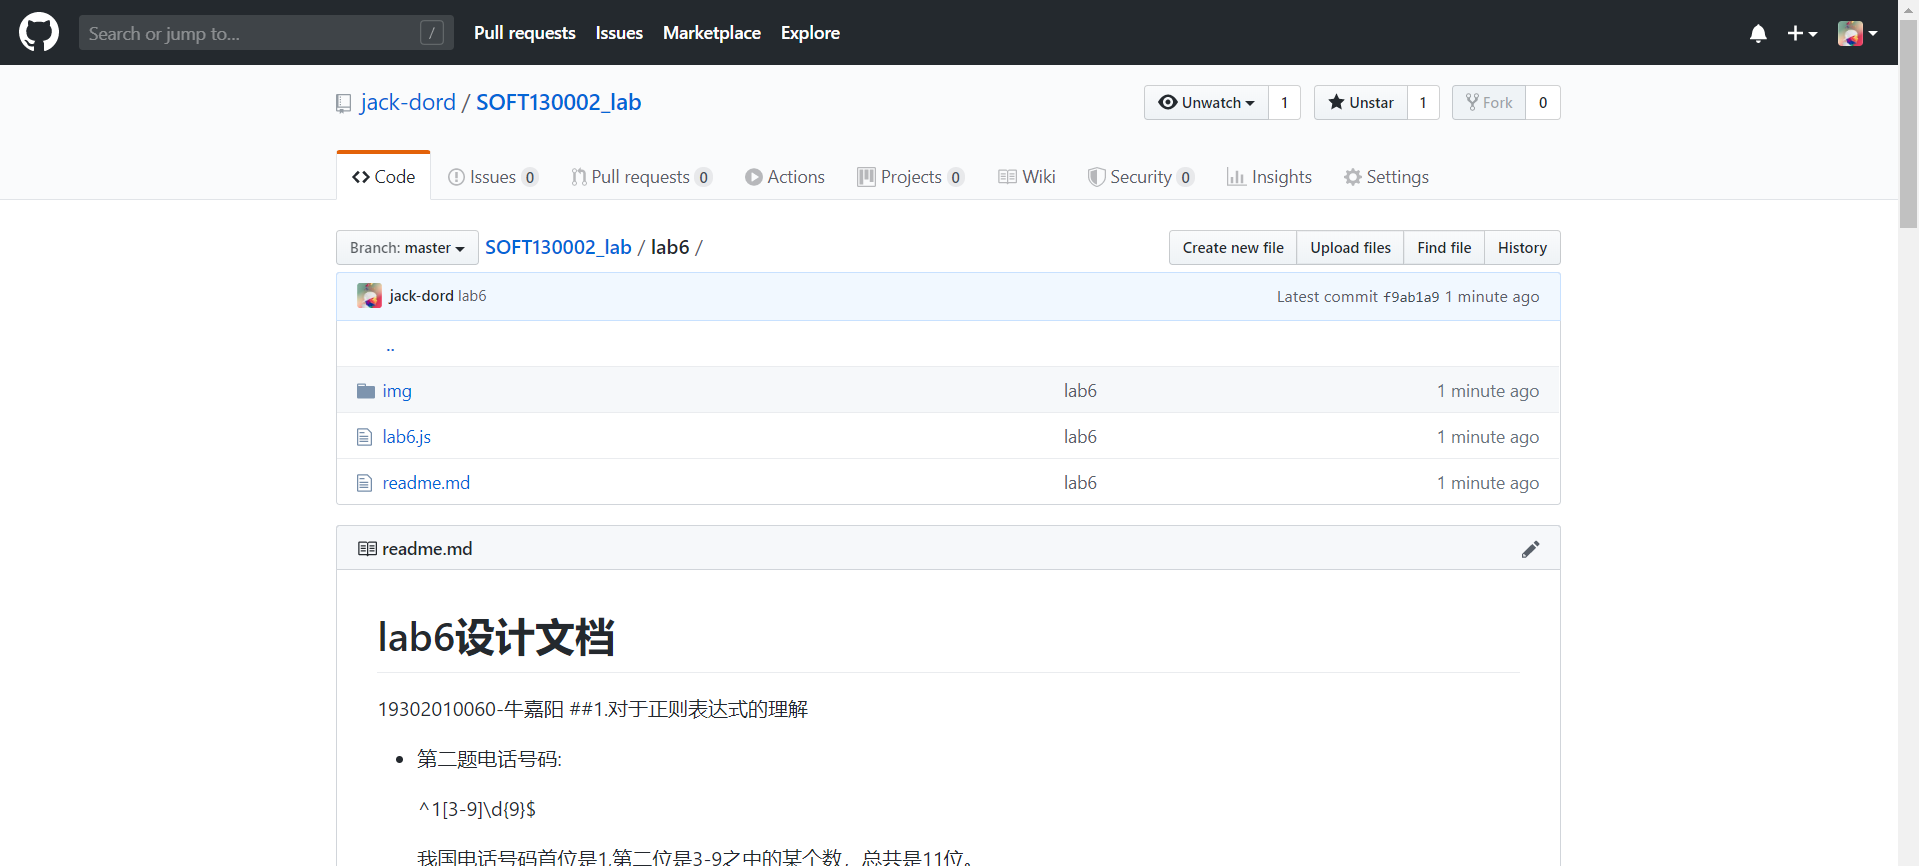 Search or jump to... /
Pull requests Issues Marketplace Explore
jack-dord / SOFT130002_lab
Unwatch 1 Unstar 1 Fork 0
Code Issues 0 Pull requests 0 Actions Projects 0 Wiki Security 0 Insights Settings
Branch: master SOFT130002_lab / lab6 /
Create new file Upload files Find file History
jack-dord lab6 Latest commit f9ab1a9 1 minute ago
..
img lab6 1 minute ago
lab6.js lab6 1 minute ago
readme.md lab6 1 minute ago
readme.md
lab6设计文档
19302010060-牛嘉阳 ##1.对于正则表达式的理解
• 第二题电话号码:
^1[3-9]\d{9}$
我国电话号码首位是1,第二位是3-9之中的某个数，总共是11位。